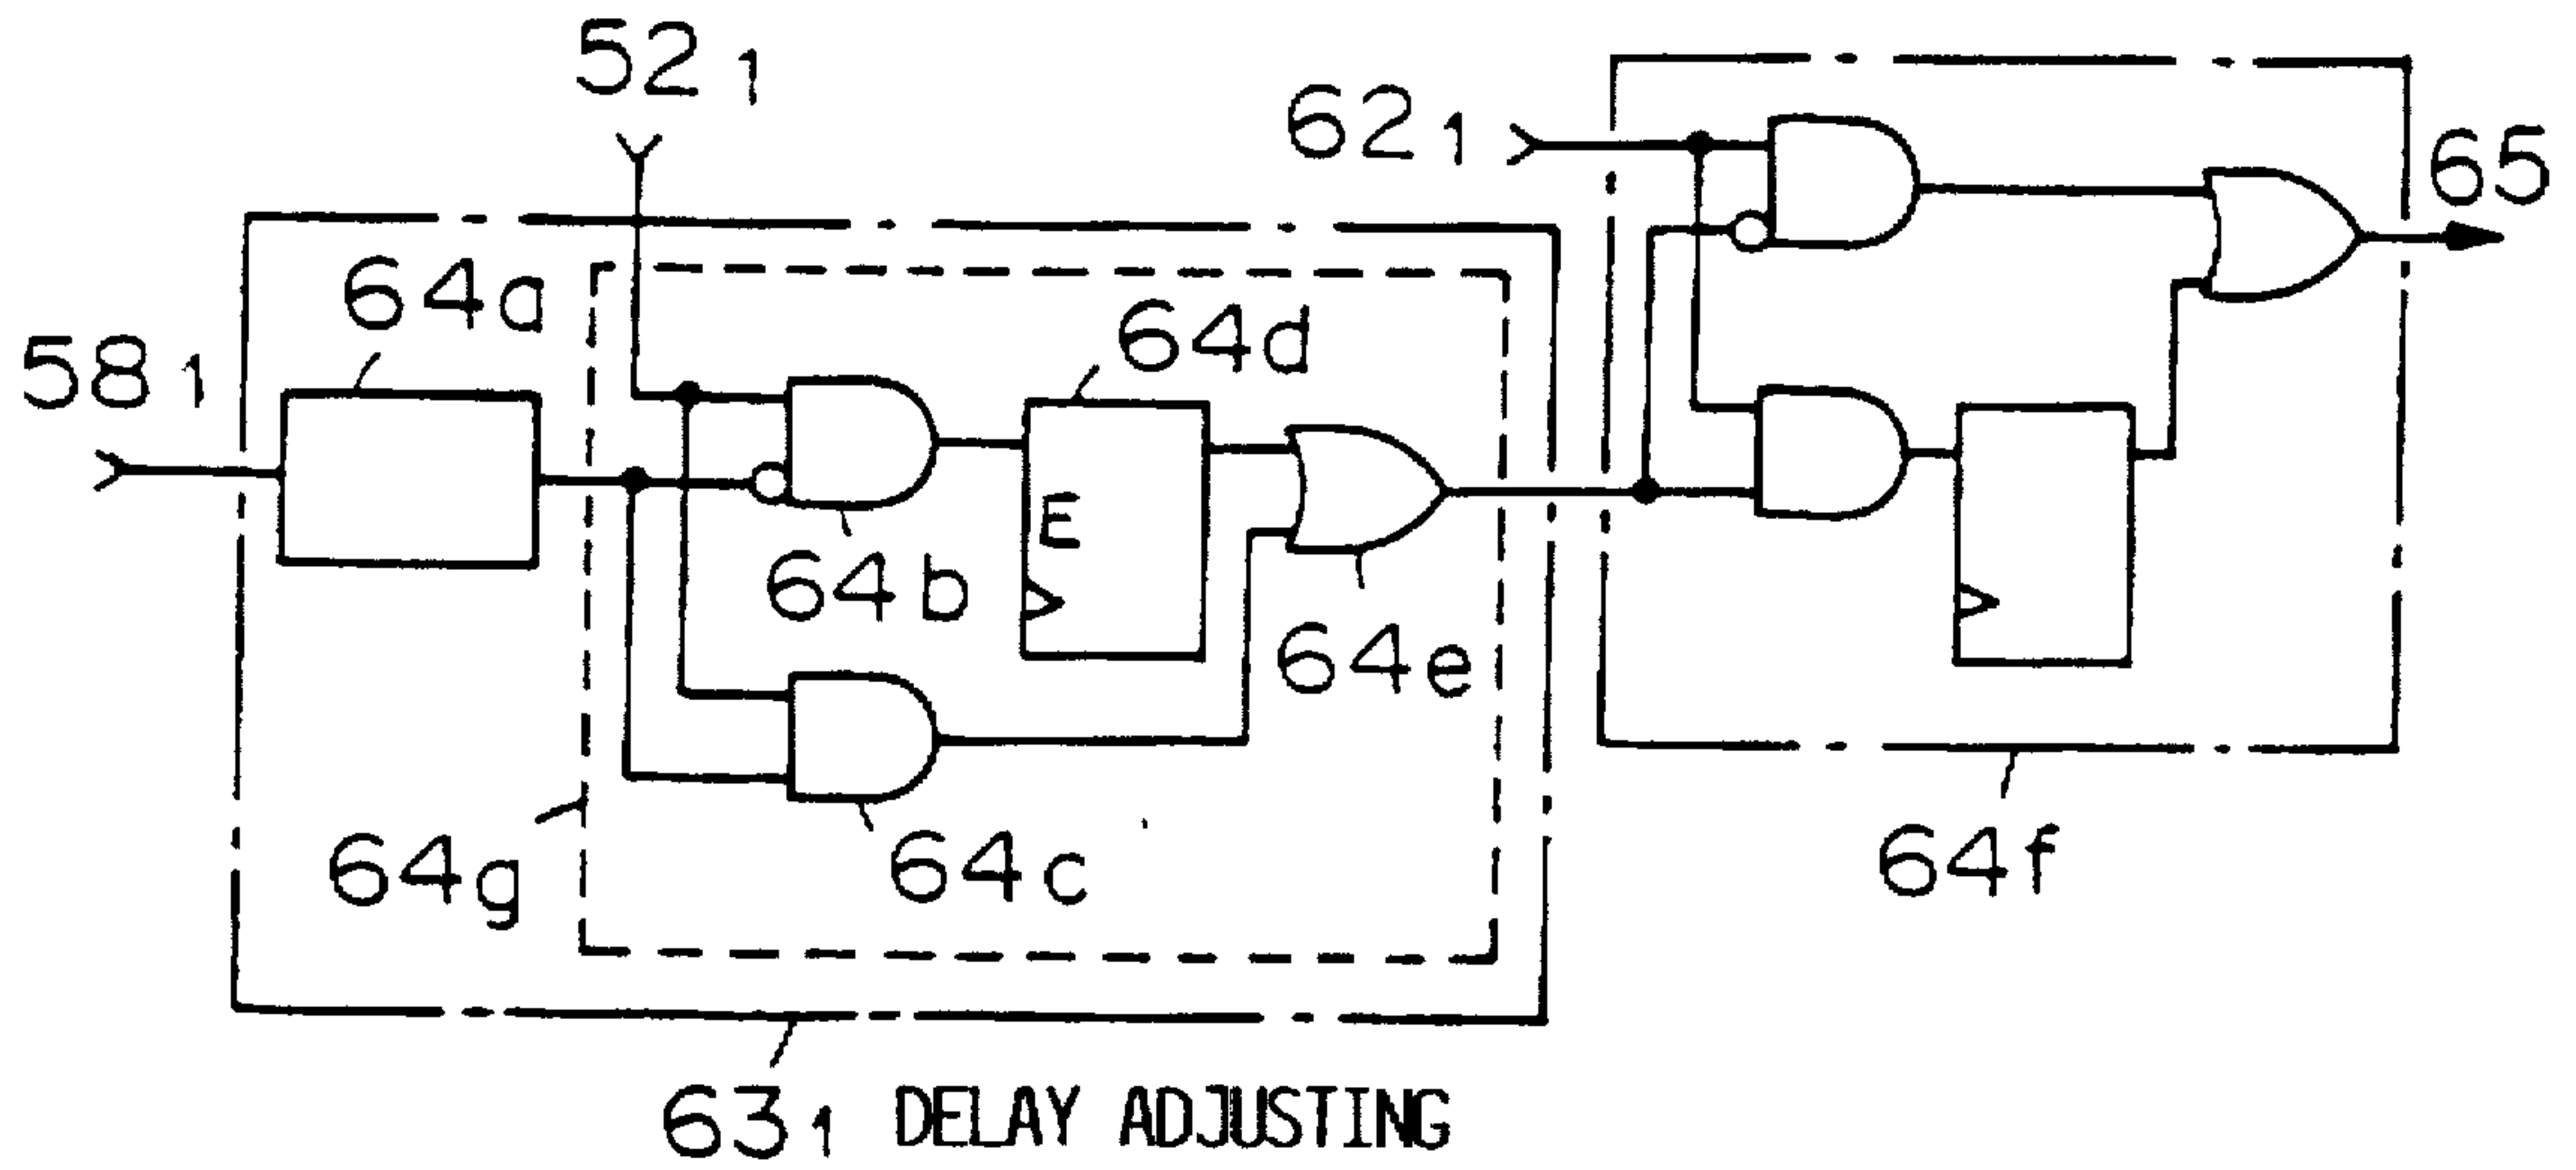 52 1
62 1
65
64a
64d
58 1
E
64b
64e
64g
64c
64f
63 1 DELAY ADJUSTING